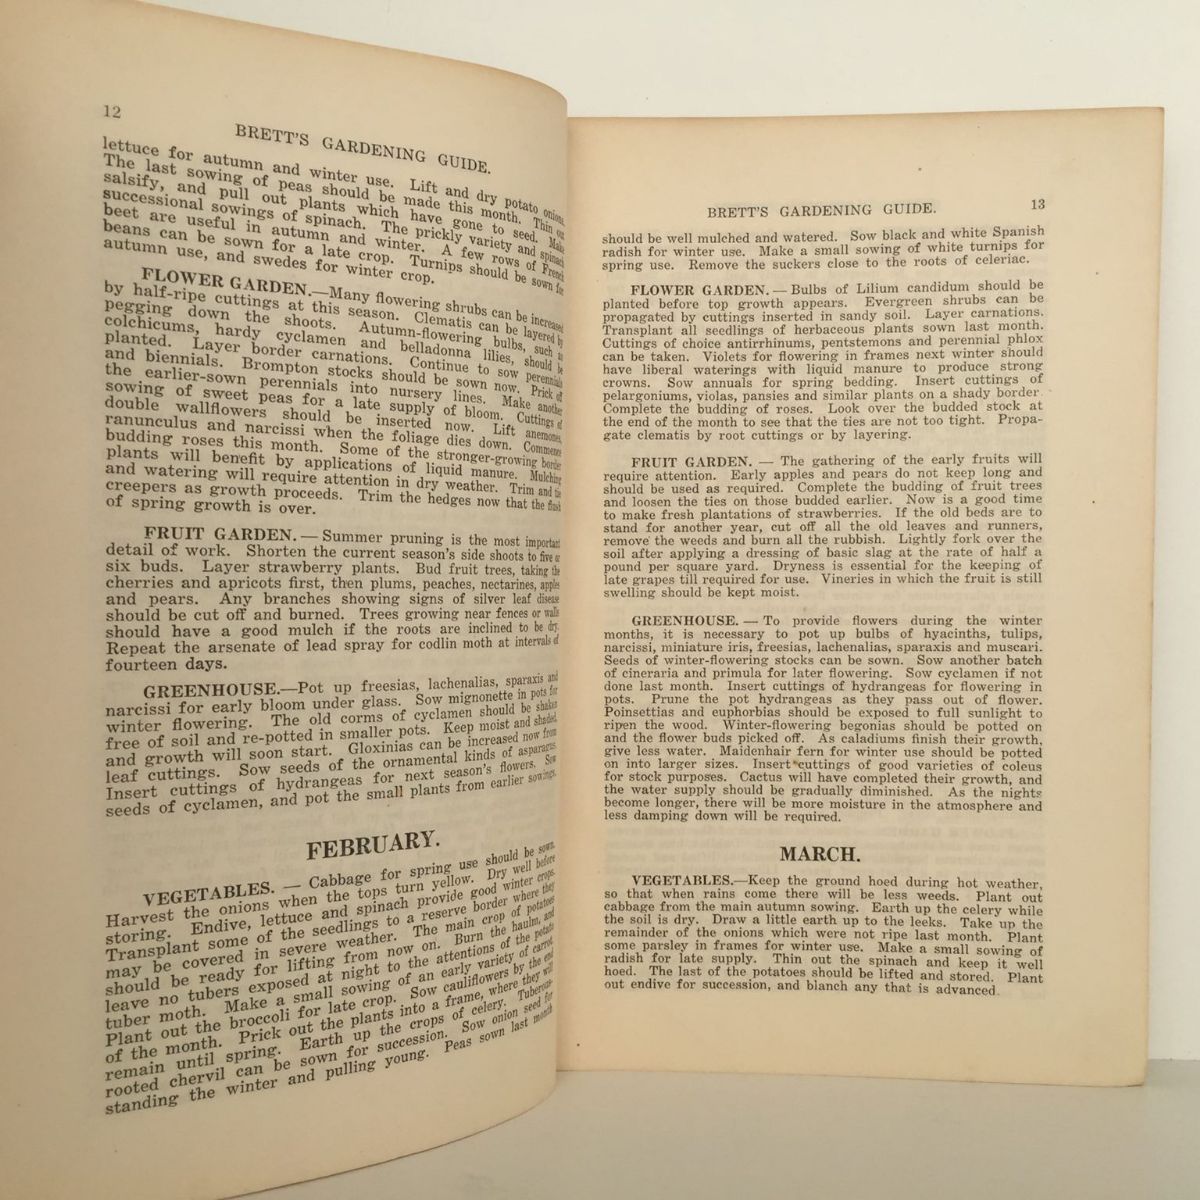 12
BRETT'S GARDENING GUIDE.
lettuce for autumn and winter use. Lift and dry potato onions.
The last sowing of peas should be made this month. Thin out
salsify, and pull out plants which have gone to seed. Make
successional sowings of spinach. The prickly variety and spinach
beet are useful in autumn and winter. A few rows of French
beans can be sown for a late crop. Turnips should be sown for
autumn use, and swedes for winter crop.
FLOWER GARDEN.—Many flowering shrubs can be increased
by half-ripe cuttings at this season. Clematis can be layered by
pegging down the shoots. Autumn-flowering bulbs, such as
colchicums, hardy cyclamen and belladonna lilies, should be
planted. Layer border carnations. Continue to sow perennials
and biennials. Brompton stocks should be sown now. Prick off
the earlier-sown perennials into nursery lines. Make another
sowing of sweet peas for a late supply of bloom. Cuttings of
double wallflowers should be inserted now. Lift anemones,
ranunculus and narcissi when the foliage dies down. Commence
budding roses this month. Some of the stronger-growing border
plants will benefit by applications of liquid manure. Mulching
and watering will require attention in dry weather. Trim and tie
creepers as growth proceeds. Trim the hedges now that the flush
of spring growth is over.
FRUIT GARDEN.—Summer pruning is the most important
detail of work. Shorten the current season's side shoots to five or
six buds. Layer strawberry plants. Bud fruit trees, taking the
cherries and apricots first, then plums, peaches, nectarines, apples
and pears. Any branches showing signs of silver leaf disease
should be cut off and burned. Trees growing near fences or walls
should have a good mulch if the roots are inclined to be dry.
Repeat the arsenate of lead spray for codlin moth at intervals of
fourteen days.
GREENHOUSE.—Pot up freesias, lachenalias, sparaxis and
narcissi for early bloom under glass. Sow mignonette in pots for
winter flowering. The old corms of cyclamen should be shaken
free of soil and re-potted in smaller pots. Keep moist and shaded,
and growth will soon start. Gloxinias can be increased now from
leaf cuttings. Sow seeds of the ornamental kinds of asparagus.
Insert cuttings of hydrangeas for next season's flowers. Sow
seeds of cyclamen, and pot the small plants from earlier sowings.
FEBRUARY.
VEGETABLES. — Cabbage for spring use should be sown.
Harvest the onions when the tops turn yellow. Dry well before
storing. Endive, lettuce and spinach provide good winter crops.
Transplant some of the seedlings to a reserve border where they
may be covered in severe weather. The main crop of potatoes
should be ready for lifting from now on. Burn the haulm, and
leave no tubers exposed at night to the attentions of the potato
tuber moth. Make a small sowing of an early variety of carrot.
Plant out the broccoli for late crop. Sow cauliflowers by the end
of the month. Prick out the plants into a frame, where they will
remain until spring. Earth up the crops of celery. Tuberous-
rooted chervil can be sown for succession. Sow onion seed for
standing the winter and pulling young. Peas sown last month
BRETT'S GARDENING GUIDE. 13
should be well mulched and watered. Sow black and white Spanish
radish for winter use. Make a small sowing of white turnips for
spring use. Remove the suckers close to the roots of celeriac.
FLOWER GARDEN. — Bulbs of Lilium candidum should be
planted before top growth appears. Evergreen shrubs can be
propagated by cuttings inserted in sandy soil. Layer carnations.
Transplant all seedlings of herbaceous plants sown last month.
Cuttings of choice antirrhinums, pentstemons and perennial phlox
can be taken. Violets for flowering in frames next winter should
have liberal waterings with liquid manure to produce strong
crowns. Sow annuals for spring bedding. Insert cuttings of
pelargoniums, violas, pansies and similar plants on a shady border.
Complete the budding of roses. Look over the budded stock at
the end of the month to see that the ties are not too tight. Propa-
gate clematis by root cuttings or by layering.
FRUIT GARDEN. — The gathering of the early fruits will
require attention. Early apples and pears do not keep long and
should be used as required. Complete the budding of fruit trees
and loosen the ties on those budded earlier. Now is a good time
to make fresh plantations of strawberries. If the old beds are to
stand for another year, cut off all the old leaves and runners,
remove the weeds and burn all the rubbish. Lightly fork over the
soil after applying a dressing of basic slag at the rate of half a
pound per square yard. Dryness is essential for the keeping of
late grapes till required for use. Vineries in which the fruit is still
swelling should be kept moist.
GREENHOUSE. — To provide flowers during the winter
months, it is necessary to pot up bulbs of hyacinths, tulips,
narcissi, miniature iris, freesias, lachenalias, sparaxis and muscari.
Seeds of winter-flowering stocks can be sown. Sow another batch
of cineraria and primula for later flowering. Sow cyclamen if not
done last month. Insert cuttings of hydrangeas for flowering in
pots. Prune the pot hydrangeas as they pass out of flower.
Poinsettias and euphorbias should be exposed to full sunlight to
ripen the wood. Winter-flowering begonias should be potted on
and the flower buds picked off. As caladiums finish their growth,
give less water. Maidenhair fern for winter use should be potted
on into larger sizes. Insert cuttings of good varieties of coleus
for stock purposes. Cactus will have completed their growth, and
the water supply should be gradually diminished. As the nights
become longer, there will be more moisture in the atmosphere and
less damping down will be required.
MARCH.
VEGETABLES.—Keep the ground hoed during hot weather,
so that when rains come there will be less weeds. Plant out
cabbage from the main autumn sowing. Earth up the celery while
the soil is dry. Draw a little earth up to the leeks. Take up the
remainder of the onions which were not ripe last month. Plant
some parsley in frames for winter use. Make a small sowing of
radish for late supply. Thin out the spinach and keep it well
hoed. The last of the potatoes should be lifted and stored. Plant
out endive for succession, and blanch any that is advanced.